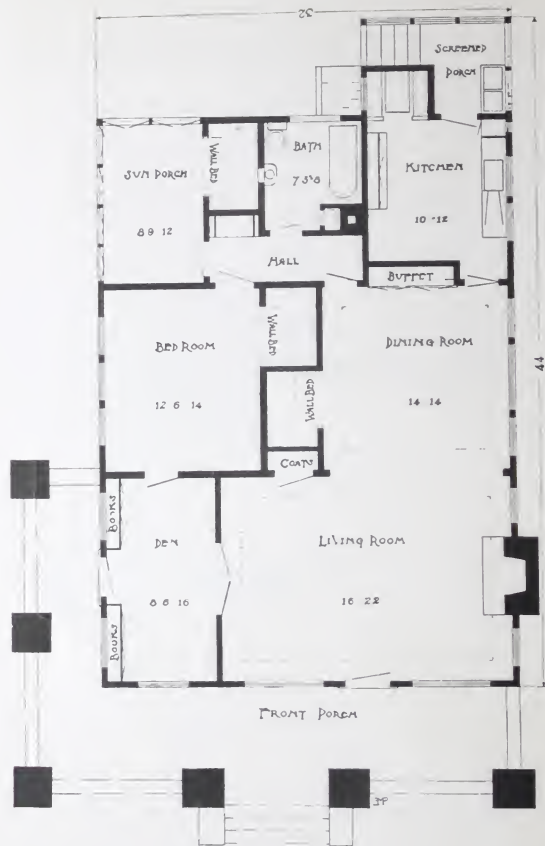 32
SCREENED
PORCH
BATH
7 5"8
WALL BED
SUN PORCH
8 9 12
KITCHEN
10 -12
HALL
BUFFET
BED ROOM
12 6 14
WALL BED
DINING ROOM
14 14
44
WALL BED
COATS
BOOKS
DEN
8 6 16
LIVING ROOM
16 22
BOOKS
FRONT PORCH